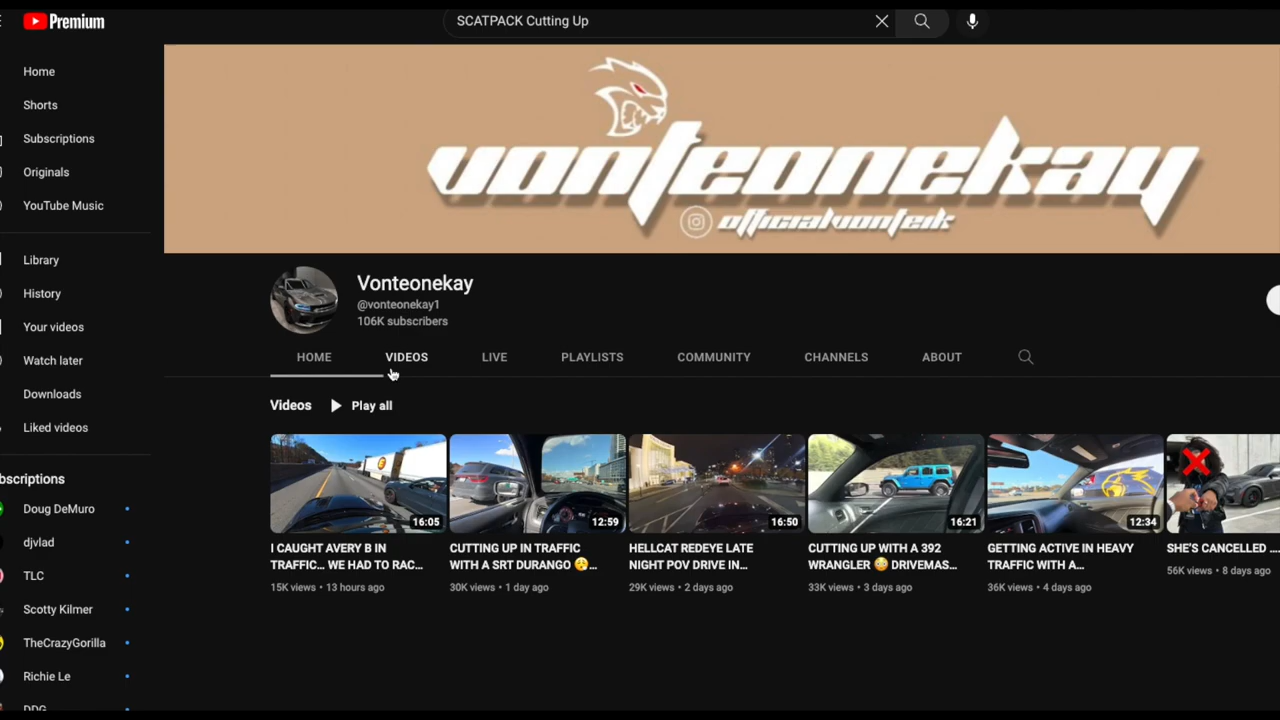 Premium
SCATPACK Cutting Up
Home
Shorts
Subscriptions
Originals
YouTube Music
Library
History
Your videos
Watch later
Downloads
Liked videos
bscriptions
Doug DeMuro
djvlad
TLC
Scotty Kilmer
TheCrazyGorilla
Richie Le
DDG
vonteonekay
officialvonteik
Vonteonekay
@vonteonekay1
106K subscribers
HOME VIDEOS LIVE PLAYLISTS COMMUNITY CHANNELS ABOUT
Videos Play all
16:05
I CAUGHT AVERY B IN
TRAFFIC... WE HAD TO RAC...
15K views • 13 hours ago
12:59
CUTTING UP IN TRAFFIC
WITH A SRT DURANGO 😮‍💨...
30K views • 1 day ago
16:50
HELLCAT REDEYE LATE
NIGHT POV DRIVE IN...
29K views • 2 days ago
16:21
CUTTING UP WITH A 392
WRANGLER 😳 DRIVEMAS...
33K views • 3 days ago
12:34
GETTING ACTIVE IN HEAVY
TRAFFIC WITH A...
36K views • 4 days ago
SHE'S CANCELLED ...
56K views • 8 days ago